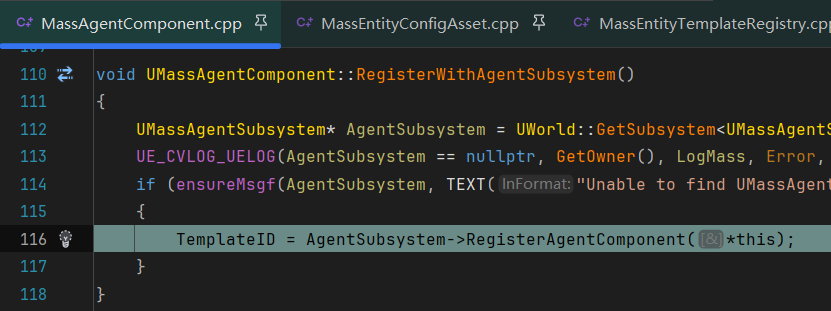 MassAgentComponent.cpp MassEntityConfigAsset.cpp MassEntityTemplateRegistry.cpp
110 void UMassAgentComponent::RegisterWithAgentSubsystem()
111 {
112 UMassAgentSubsystem* AgentSubsystem = UWorld::GetSubsystem<UMassAgentS
113 UE_CVLOG_UELOG(AgentSubsystem == nullptr, GetOwner(), LogMass, Error,
114 if (ensureMsgf(AgentSubsystem, TEXT(InFormat:"Unable to find UMassAgent
115 {
116 TemplateID = AgentSubsystem->RegisterAgentComponent([&]*this);
117 }
118 }